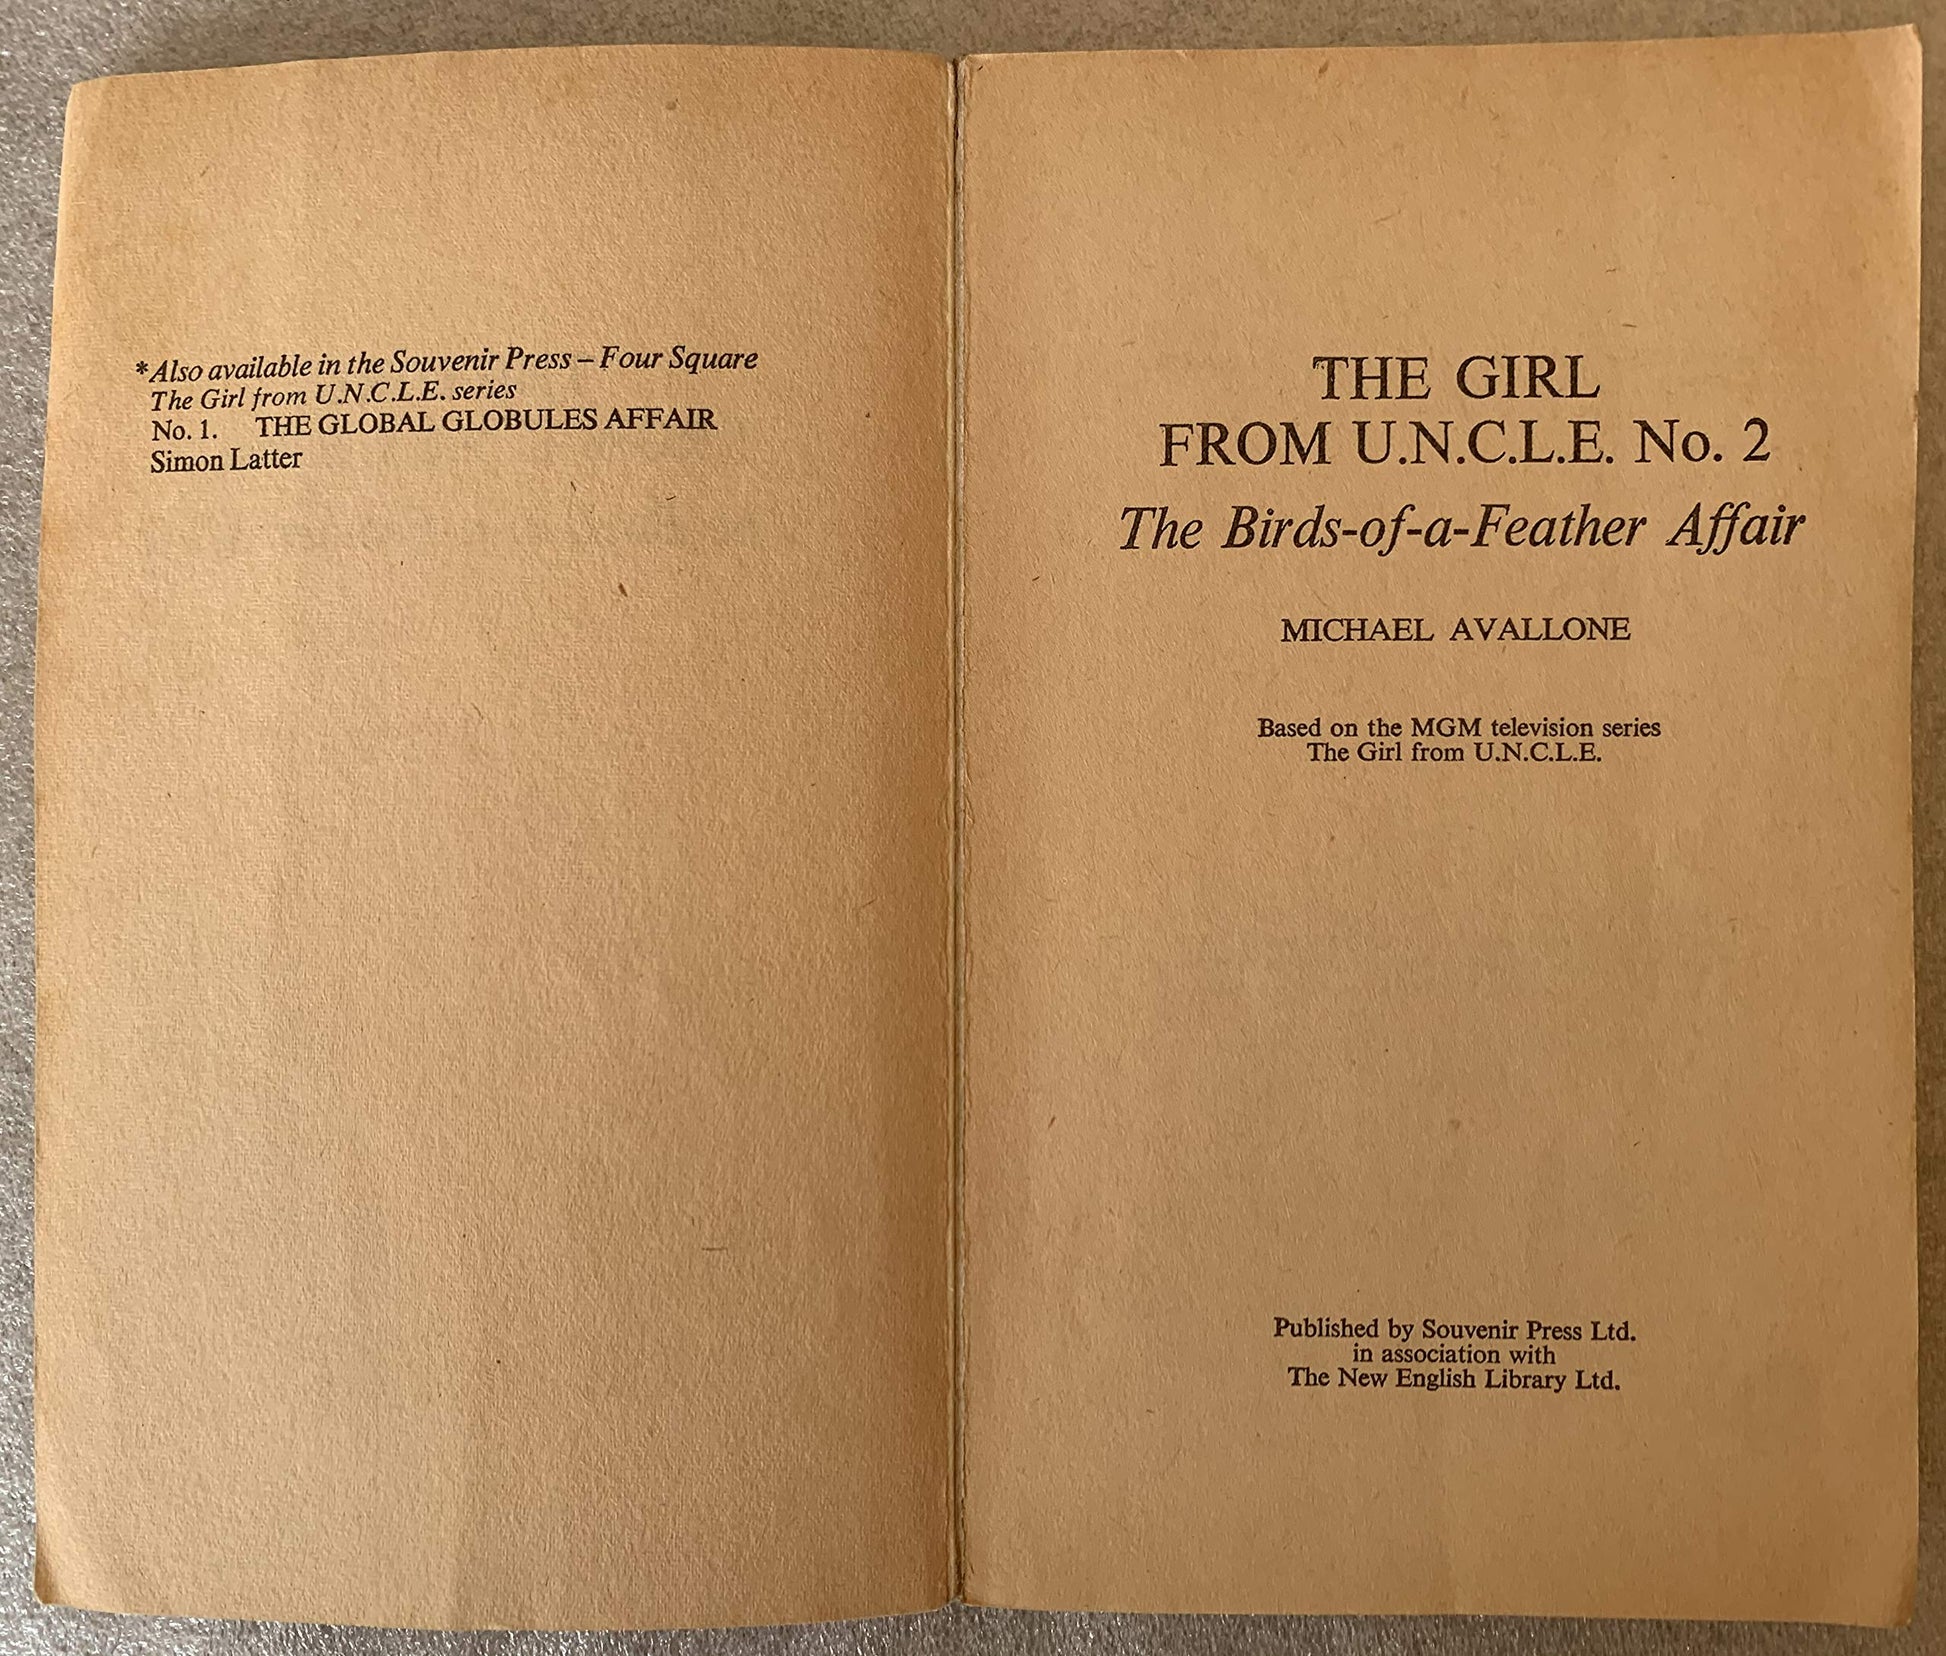 *Also available in the Souvenir Press – Four Square
The Girl from U.N.C.L.E. series
No. 1. THE GLOBAL GLOBULES AFFAIR
Simon Latter
THE GIRL
FROM U.N.C.L.E. No. 2
The Birds-of-a-Feather Affair
MICHAEL AVALLONE
Based on the MGM television series
The Girl from U.N.C.L.E.
Published by Souvenir Press Ltd.
in association with
The New English Library Ltd.